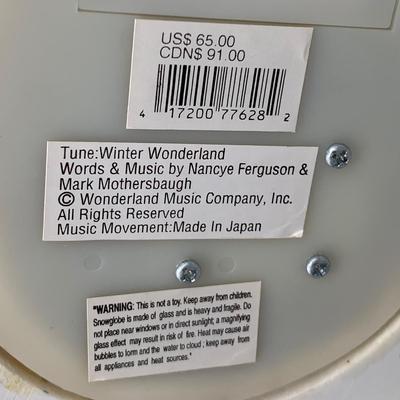 US$ 65.00
CDN$ 91.00
4 17200 77628 2
Tune:Winter Wonderland
Words & Music by Nancye Ferguson &
Mark Mothersbaugh
© Wonderland Music Company, Inc.
All Rights Reserved
Music Movement:Made In Japan
"WARNING: This is not a toy. Keep away from children.
Snowglobe is made of glass and is heavy and fragile. Do
not place near windows or in direct sunlight; a magnifying
glass effect may result in risk of fire. Heat may cause air
bubbles to form and the water to cloud ; keep away from
all appliances and heat sources."